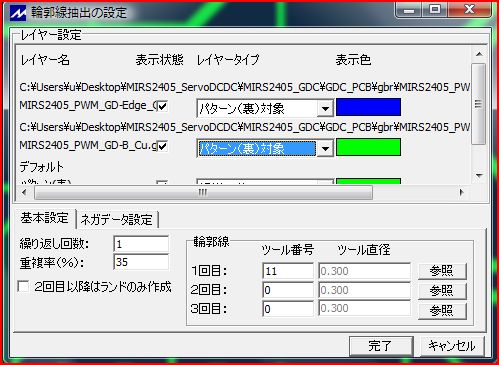 輪郭線抽出の設定
レイヤー設定
レイヤー名 表示状態 レイヤータイプ 表示色
C:¥Users¥u¥Desktop¥MIRS2405_ServoDCDC¥MIRS2405_GDC¥GDC_PCB¥gbr¥MIRS2405_PW
MIRS2405_PWM_GD-Edge_ パターン(裏)対象
C:¥Users¥u¥Desktop¥MIRS2405_ServoDCDC¥MIRS2405_GDC¥GDC_PCB¥gbr¥MIRS2405_PW
MIRS2405_PWM_GD-B_Cu.g パターン(裏)対象
デフォルト
基本設定 ネガデータ設定
繰り返し回数: 1
重複率(%): 35
2回目以降はランドのみ作成
輪郭線 ツール番号 ツール直径
1回目: 11 0.300 参照
2回目: 0 0.300 参照
3回目: 0 0.300 参照
完了 キャンセル